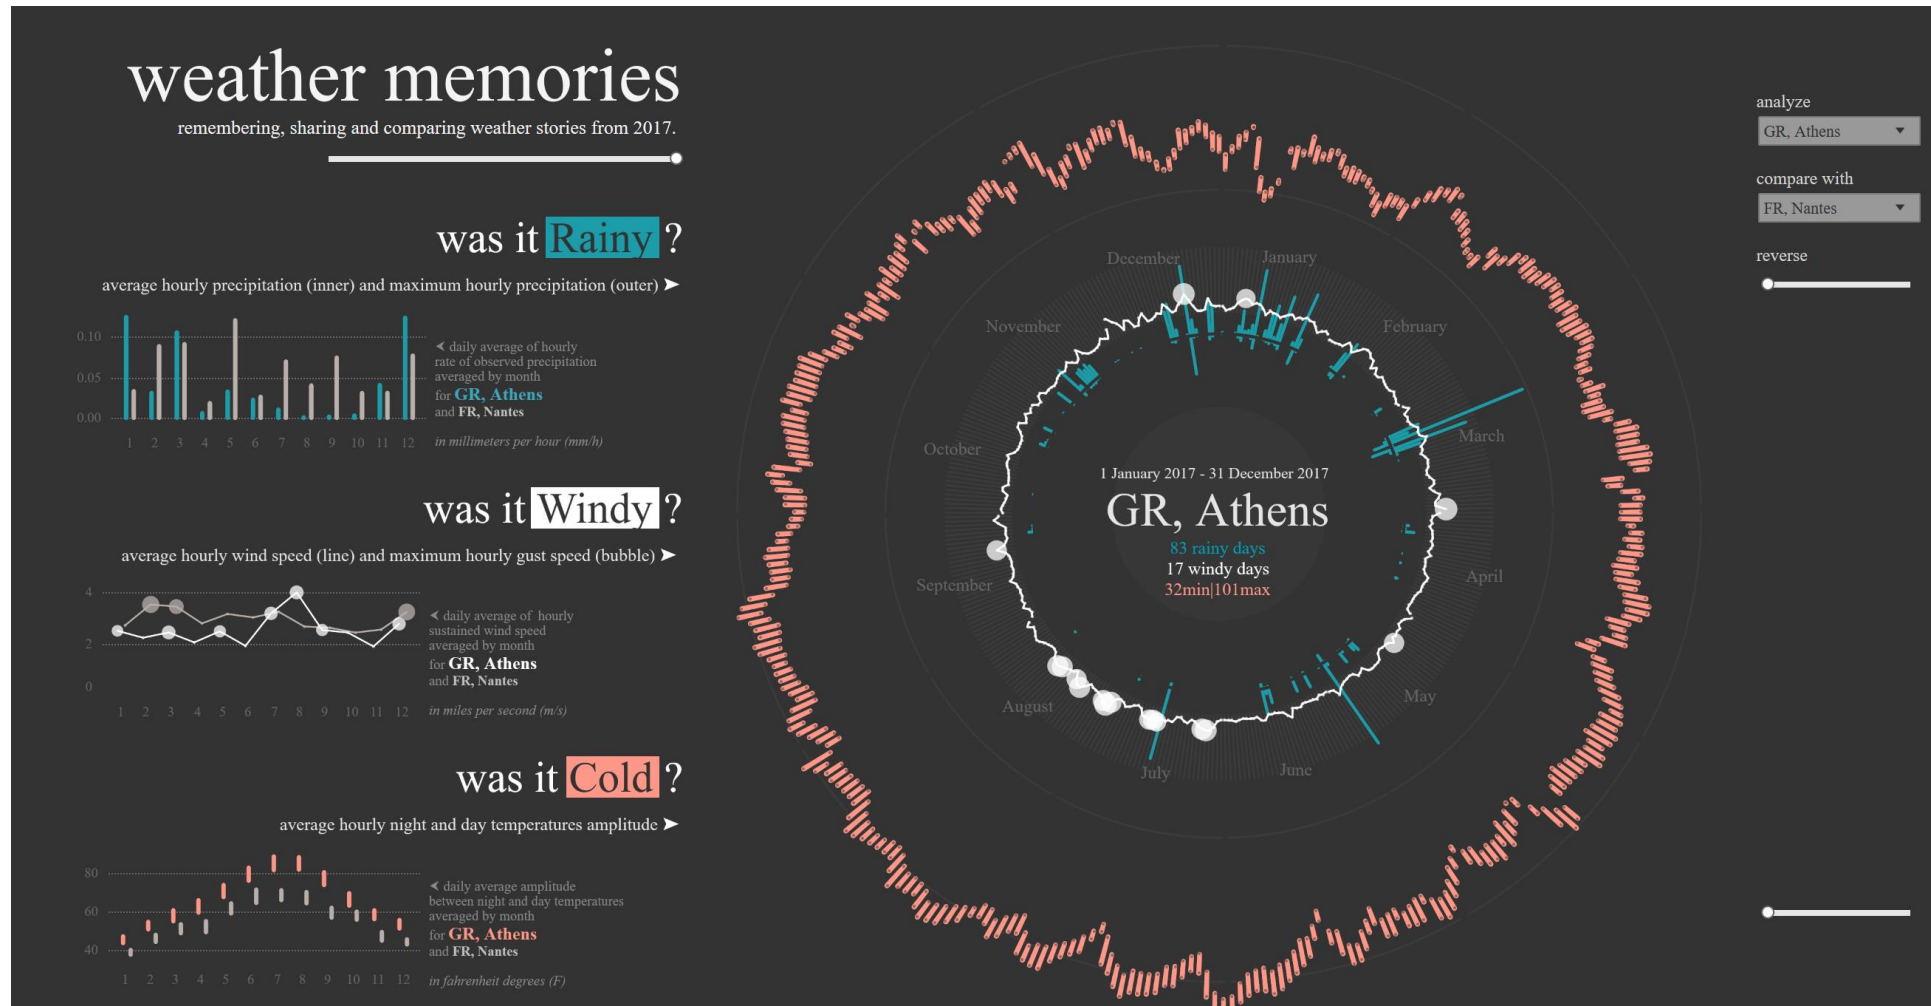 weather memories
remembering, sharing and comparing weather stories from 2017.
was it Rainy ?
average hourly precipitation (inner) and maximum hourly precipitation (outer) ➤
0.10
0.05
0.00
1 2 3 4 5 6 7 8 9 10 11 12
⮜ daily average of hourly
rate of observed precipitation
averaged by month
for GR, Athens
and FR, Nantes
in millimeters per hour (mm/h)
was it Windy ?
average hourly wind speed (line) and maximum hourly gust speed (bubble) ➤
4
2
0
1 2 3 4 5 6 7 8 9 10 11 12
⮜ daily average of hourly
sustained wind speed
averaged by month
for GR, Athens
and FR, Nantes
in miles per second (m/s)
was it Cold ?
average hourly night and day temperatures amplitude ➤
80
60
40
1 2 3 4 5 6 7 8 9 10 11 12
⮜ daily average amplitude
between night and day temperatures
averaged by month
for GR, Athens
and FR, Nantes
in fahrenheit degrees (F)
December
January
November
February
October
March
September
April
August
May
July
June
1 January 2017 - 31 December 2017
GR, Athens
83 rainy days
17 windy days
32min|101max
analyze
GR, Athens
compare with
FR, Nantes
reverse